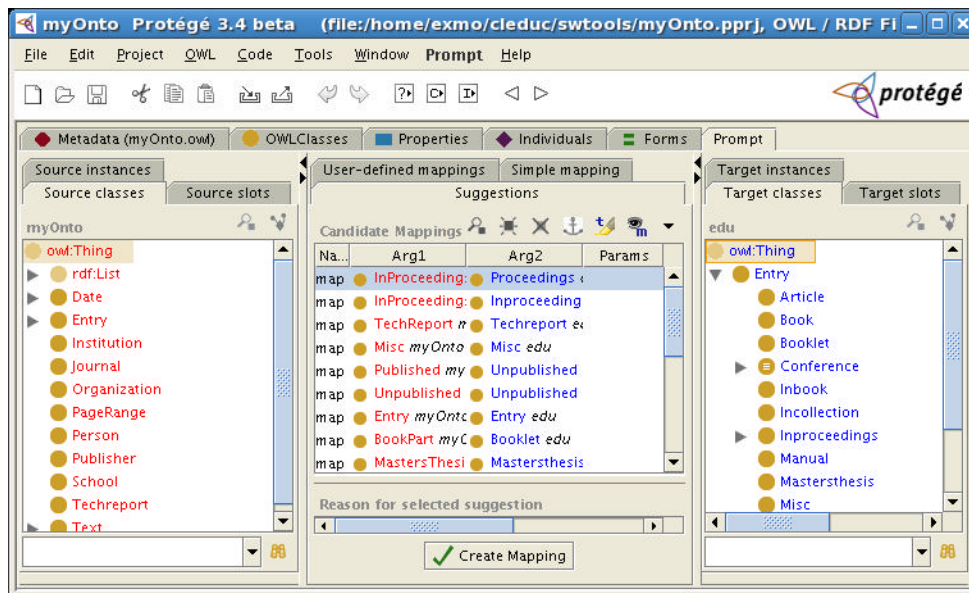 myOnto Protégé 3.4 beta (file:/home/exmo/cleduc/swtools/myOnto.pprj, OWL / RDF Fi
File Edit Project OWL Code Tools Window Prompt Help
protégé
Metadata (myOnto.owl) OWLClasses Properties Individuals Forms Prompt
Source instances
Source classes Source slots
myOnto
owl:Thing
rdf:List
Date
Entry
Institution
Journal
Organization
PageRange
Person
Publisher
School
Techreport
Text
User-defined mappings Simple mapping
Suggestions
Candidate Mappings
Na... Arg1 Arg2 Params
map InProceeding: Proceedings
map InProceeding: Inproceeding
map TechReport Techreport
map Misc myOnto Misc edu
map Published my Unpublished
map Unpublished Unpublished
map Entry myOntc Entry edu
map BookPart myC Booklet edu
map MastersThesi Mastersthesis
Reason for selected suggestion
Create Mapping
Target instances
Target classes Target slots
edu
owl:Thing
Entry
Article
Book
Booklet
Conference
Inbook
Incollection
Inproceedings
Manual
Mastersthesis
Misc